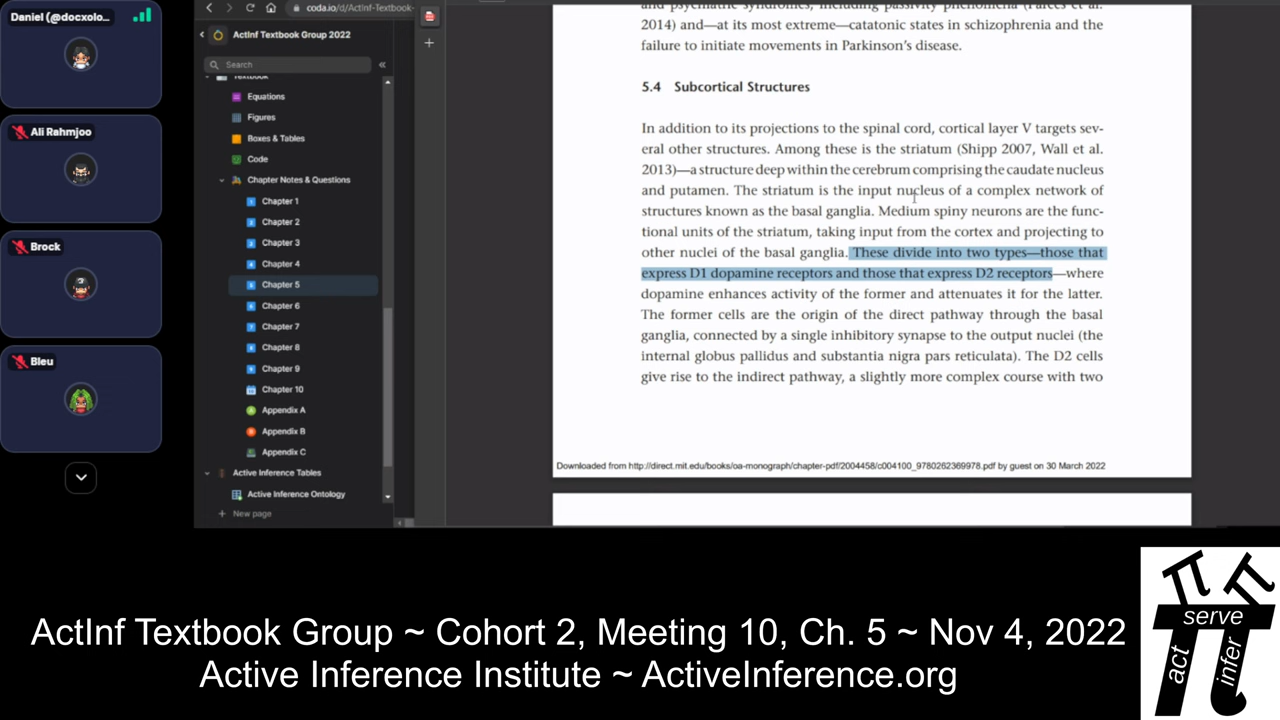 Daniel (@docxolo...
Ali Rahmjoo
Brock
Bleu
coda.io/d/ActInf-Textbook-
ActInf Textbook Group 2022
Search
Textbook
Equations
Figures
Boxes & Tables
Code
Chapter Notes & Questions
Chapter 1
Chapter 2
Chapter 3
Chapter 4
Chapter 5
Chapter 6
Chapter 7
Chapter 8
Chapter 9
Chapter 10
Appendix A
Appendix B
Appendix C
Active Inference Tables
Active Inference Ontology
New page
and psychiatric syndromes, including passivity phenomena (Pareés et al.
2014) and—at its most extreme—catatonic states in schizophrenia and the
failure to initiate movements in Parkinson's disease.
5.4 Subcortical Structures
In addition to its projections to the spinal cord, cortical layer V targets sev-
eral other structures. Among these is the striatum (Shipp 2007, Wall et al.
2013)—a structure deep within the cerebrum comprising the caudate nucleus
and putamen. The striatum is the input nucleus of a complex network of
structures known as the basal ganglia. Medium spiny neurons are the func-
tional units of the striatum, taking input from the cortex and projecting to
other nuclei of the basal ganglia. These divide into two types—those that
express D1 dopamine receptors and those that express D2 receptors—where
dopamine enhances activity of the former and attenuates it for the latter.
The former cells are the origin of the direct pathway through the basal
ganglia, connected by a single inhibitory synapse to the output nuclei (the
internal globus pallidus and substantia nigra pars reticulata). The D2 cells
give rise to the indirect pathway, a slightly more complex course with two
Downloaded from http://direct.mit.edu/books/oa-monograph/chapter-pdf/2004458/c004100_9780262369978.pdf by guest on 30 March 2022
ActInf Textbook Group ~ Cohort 2, Meeting 10, Ch. 5 ~ Nov 4, 2022
Active Inference Institute ~ ActiveInference.org
serve
act
infer